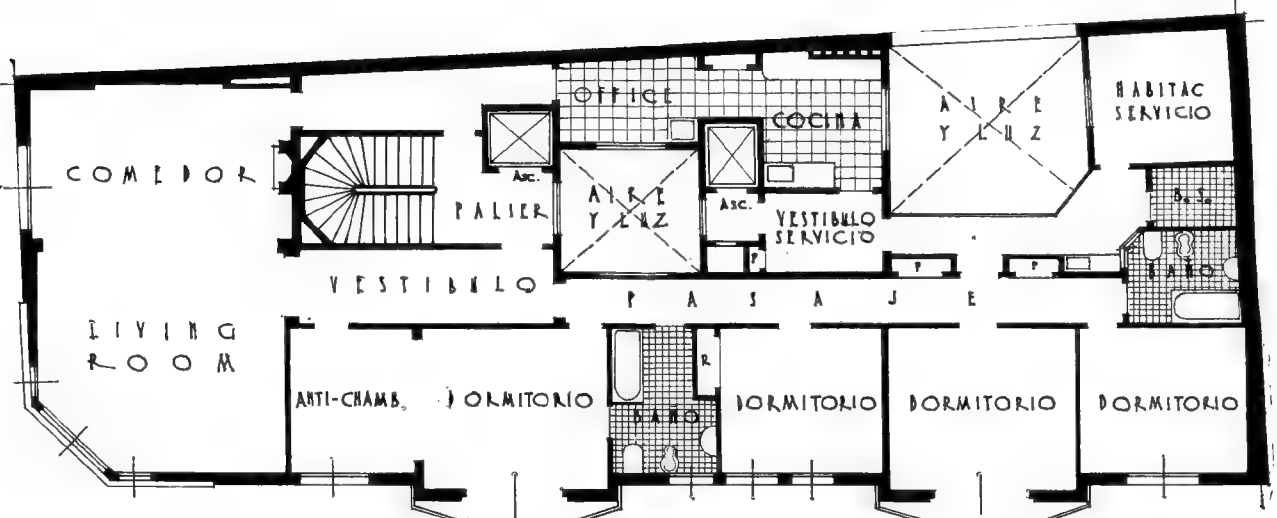 OFFICE
COCINA
AIRE
Y LUZ
HABITAC
SERVICIO
COMEDOR
Asc.
PALIER
AIRE
Y LUZ
Asc.
VESTIBULO
SERVICIO
B. S.
P
P
P
BAÑO
VESTIBULO
PASAJE
LIVING
ROOM
R
ANTI-CHAMB.
DORMITORIO
BAÑO
DORMITORIO
DORMITORIO
DORMITORIO